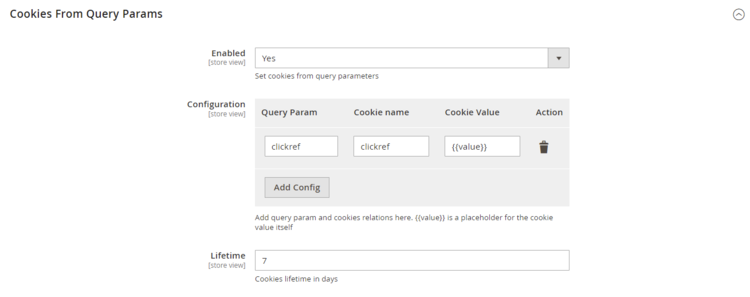 Cookies From Query Params
Enabled
[store view]
Yes
Set cookies from query parameters
Configuration
[store view]
Query Param Cookie name Cookie Value Action
clickref clickref {{value}}
Add Config
Add query param and cookies relations here. {{value}} is a placeholder for the cookie
value itself
Lifetime
[store view]
7
Cookies lifetime in days